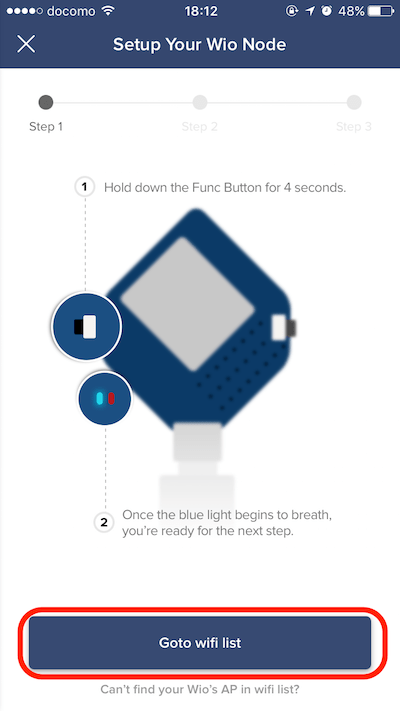 docomo 18:12 48%
Setup Your Wio Node
Step 1 Step 2 Step 3
1 Hold down the Func Button for 4 seconds.
2 Once the blue light begins to breath,
you're ready for the next step.
Goto wifi list
Can't find your Wio's AP in wifi list?